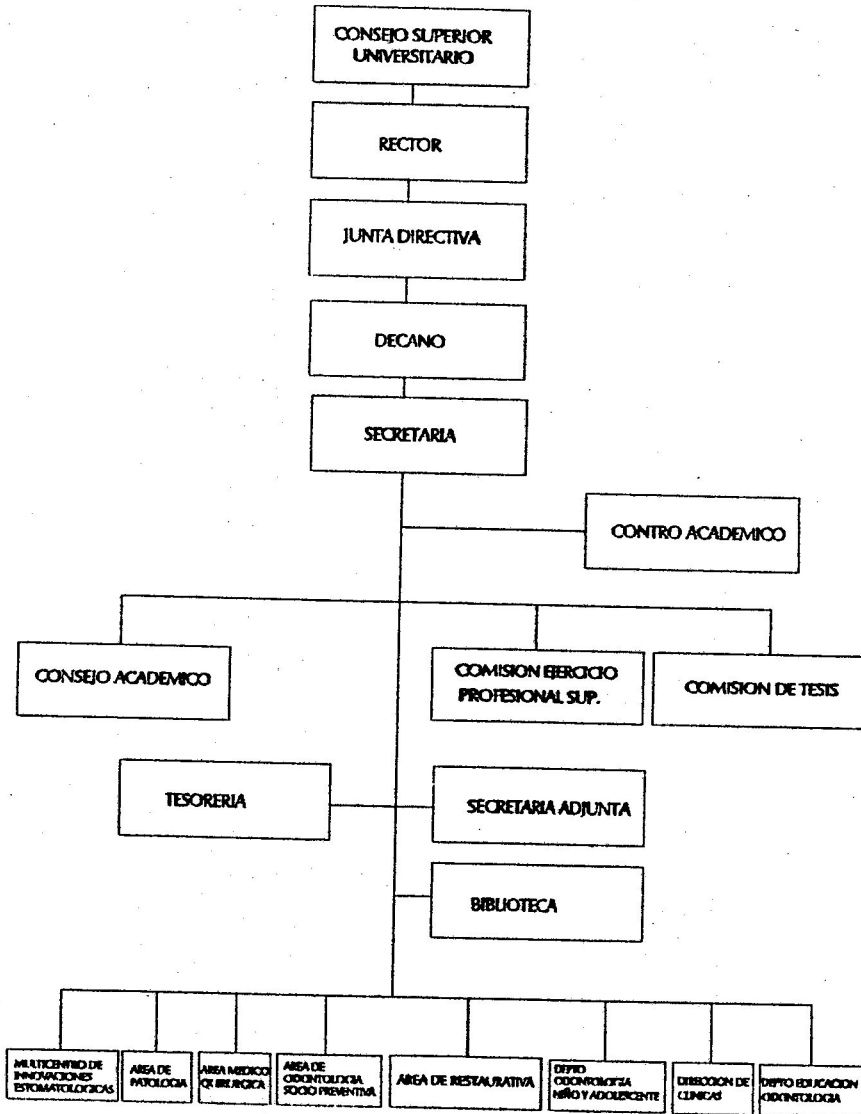 CONSEJO SUPERIOR
UNIVERSITARIO
RECTOR
JUNTA DIRECTIVA
DECANO
SECRETARIA
CONTRO ACADEMICO
CONSEJO ACADEMICO
COMISION EJERCICIO
PROFESIONAL SUP.
COMISION DE TESIS
TESORERIA
SECRETARIA ADJUNTA
BIBLIOTECA
MULTICENTRO DE
INNOVACIONES
ESTOMATOLOGICAS
AREA DE
PATOLOGIA
AREA MEDICO
QUIRURGICA
AREA DE
ODONTOLOGIA
SOCIO PREVENTIVA
AREA DE RESTAURATIVA
DEPTO
ODONTOLOGIA
NIÑO Y ADOLESCENTE
DIRECCION DE
CLINICAS
DEPTO EDUCACION
ODONTOLOGIA